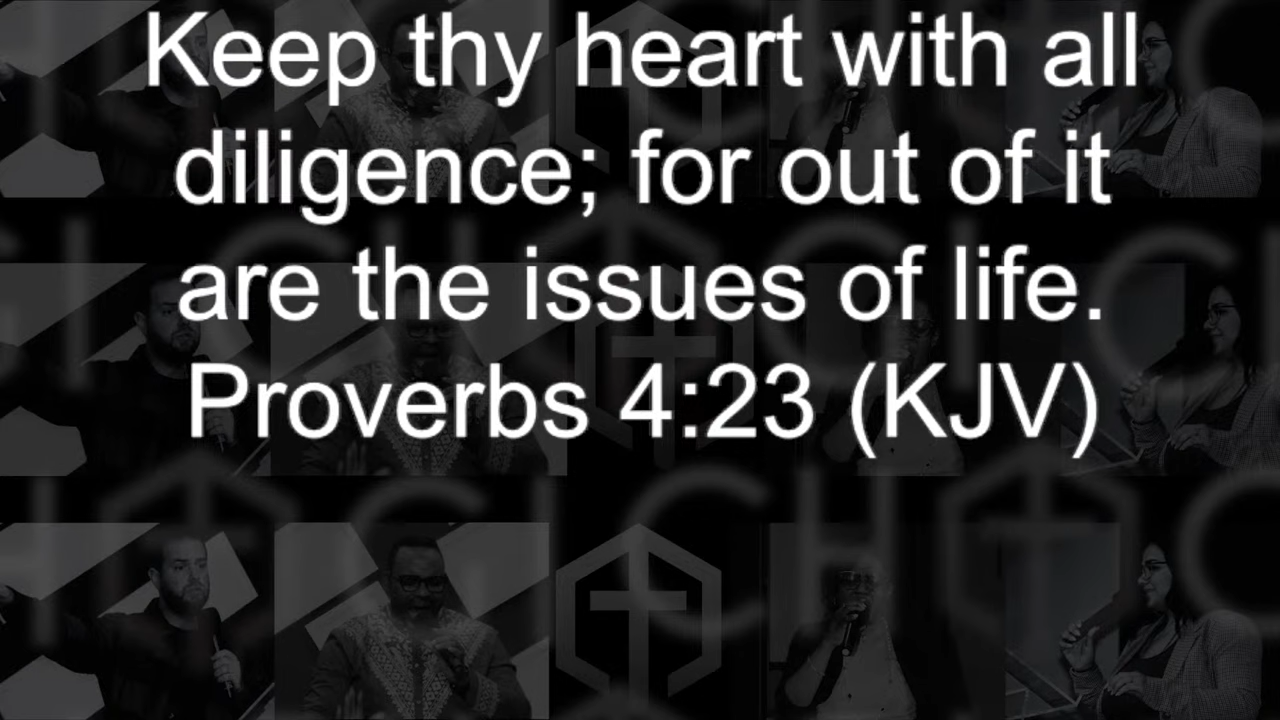 Keep thy heart with all
diligence; for out of it
are the issues of life.
Proverbs 4:23 (KJV)